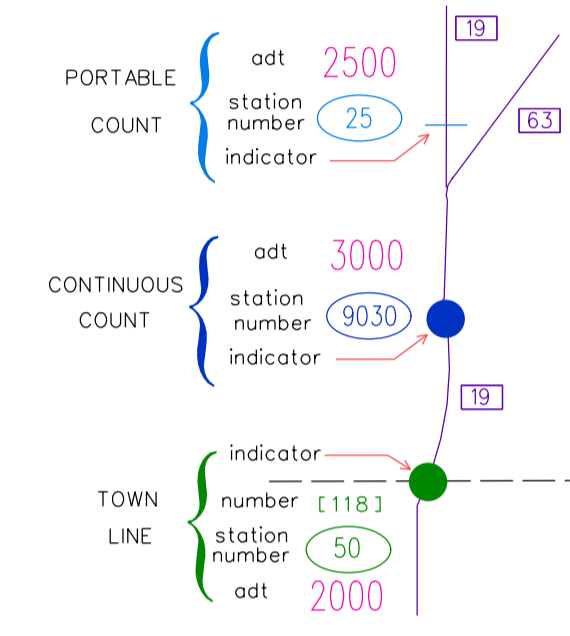 19
63
PORTABLE
COUNT
adt 2500
station
number 25
indicator
CONTINUOUS
COUNT
adt 3000
station
number 9030
indicator
19
TOWN
LINE
indicator
number [118]
station
number 50
adt 2000